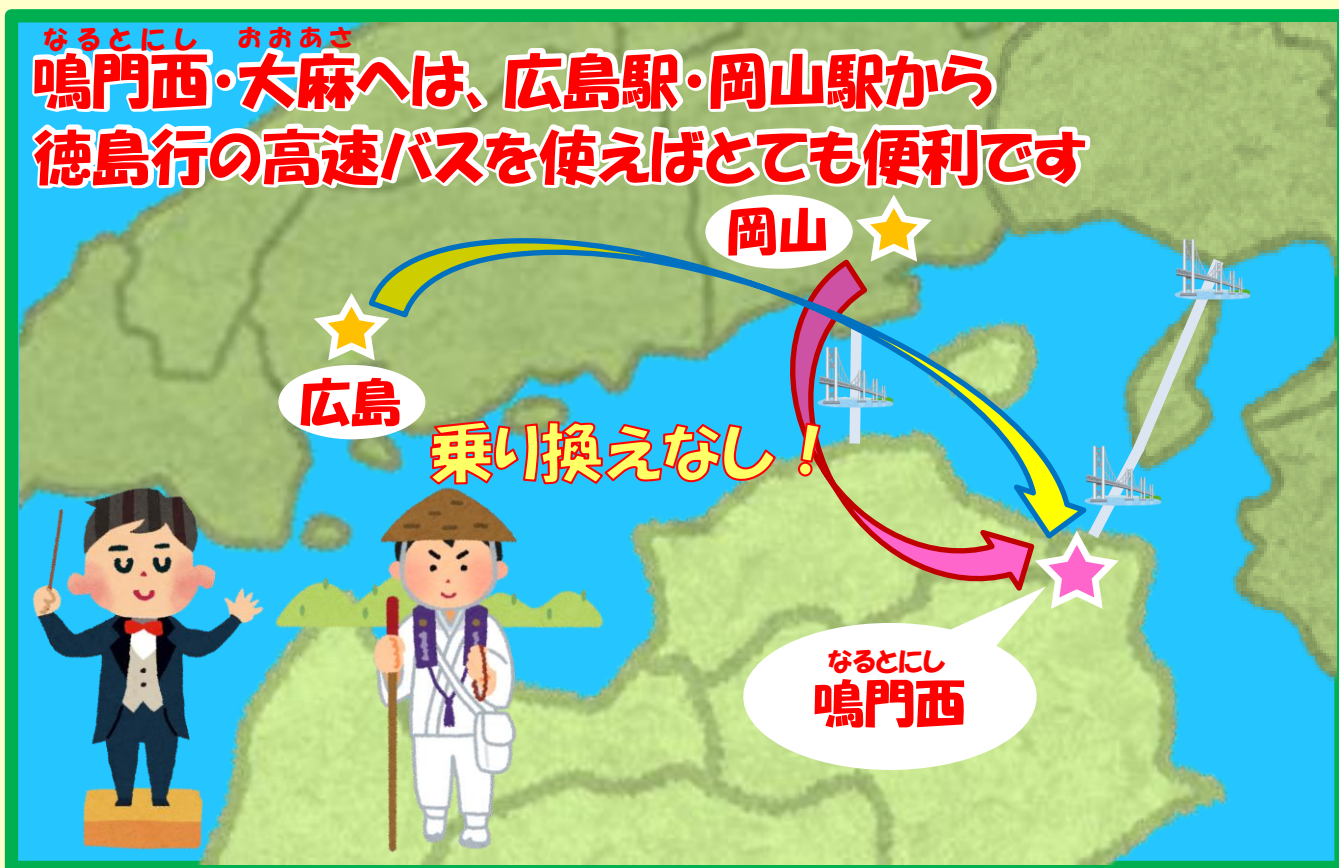 なるとにし おおあさ
鳴門西・大麻へは、広島駅・岡山駅から
徳島行の高速バスを使えばとても便利です
岡山
広島
乗り換えなし！
なるとにし
鳴門西